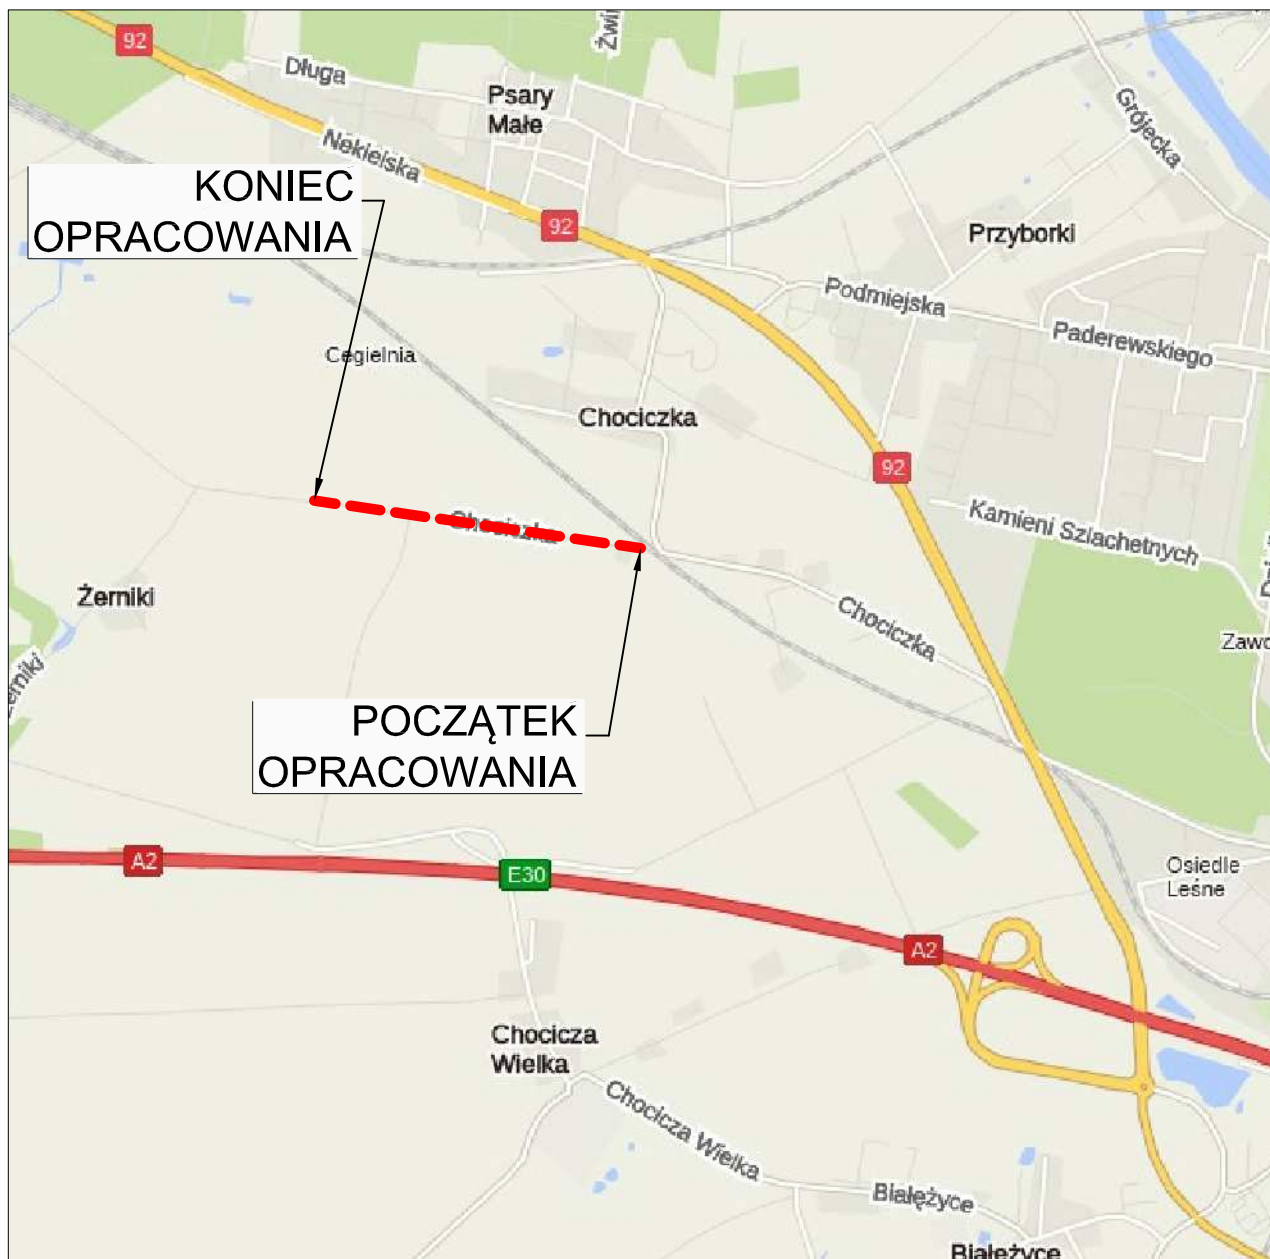 92
Długa
Psary
Małe
Grójecka
Nekielska
KONIEC
OPRACOWANIA
92
Przyborki
Podmiejska
Paderewskiego
Cegielnia
Chociczka
92
Kamieni Szlachetnych
Chociczka
Żerniki
Chociczka
POCZĄTEK
OPRACOWANIA
A2
E30
Osiedle
Leśne
A2
Chocicza
Wielka
Chocicza Wielka
Białężyce
Białężyce